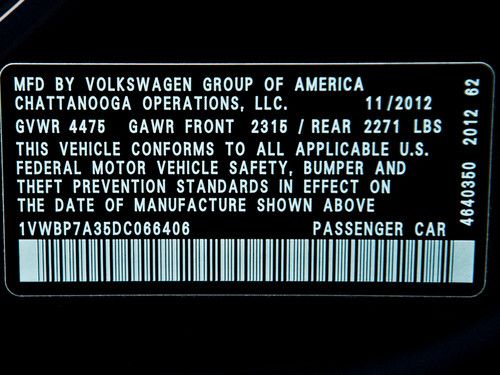 MFD BY VOLKSWAGEN GROUP OF AMERICA
CHATTANOOGA OPERATIONS, LLC. 11/2012
GVWR 4475 GAWR FRONT 2315 / REAR 2271 LBS
THIS VEHICLE CONFORMS TO ALL APPLICABLE U.S.
FEDERAL MOTOR VEHICLE SAFETY, BUMPER AND
THEFT PREVENTION STANDARDS IN EFFECT ON
THE DATE OF MANUFACTURE SHOWN ABOVE
1VWBP7A35DC066406 PASSENGER CAR
4640350 2012 62